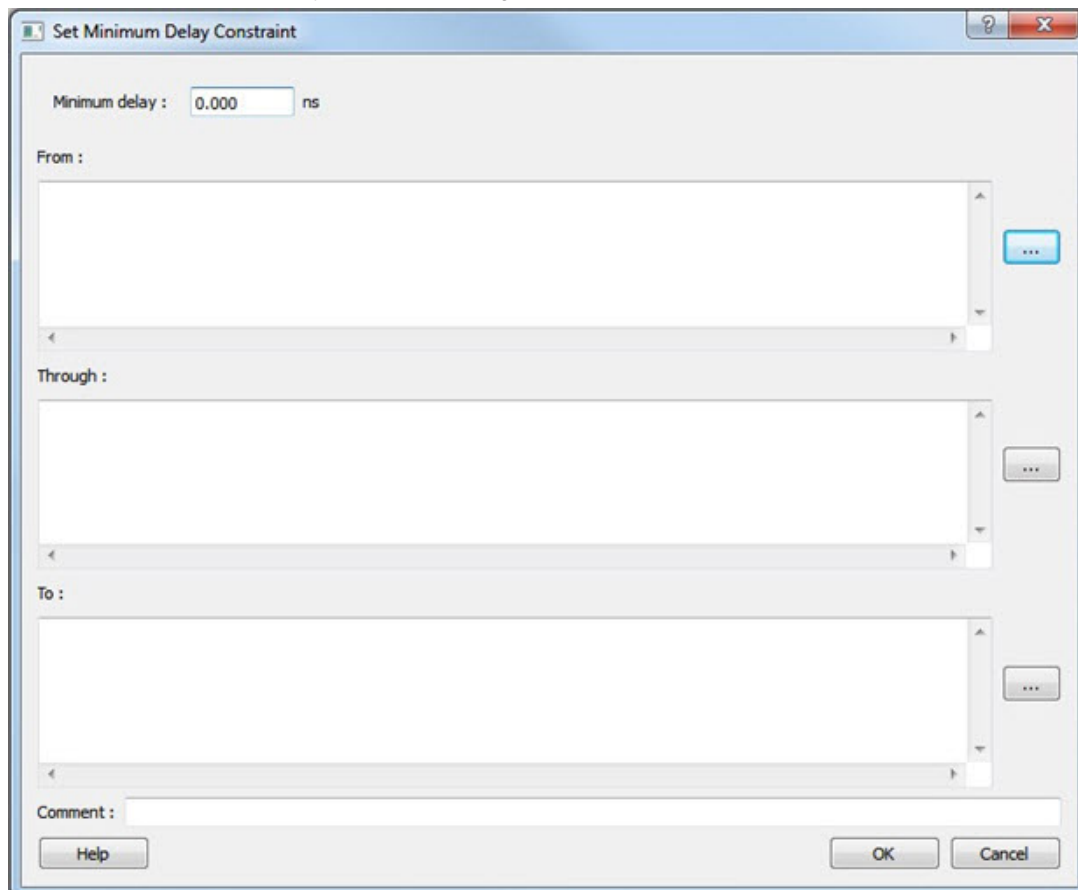 Set Minimum Delay Constraint
Minimum delay : 0.000 ns
From :
...
Through :
...
To :
...
Comment :
Help OK Cancel